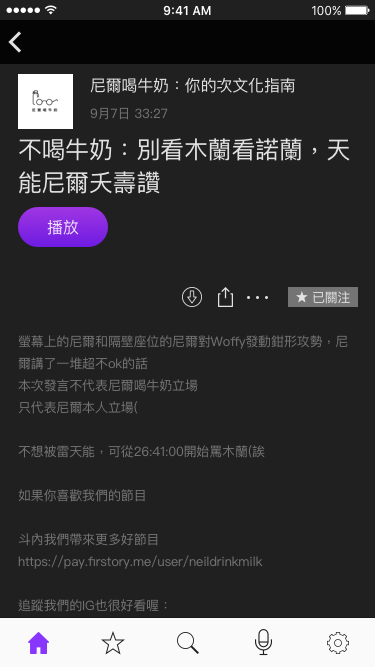 9:41 AM
100%
尼爾喝牛奶
尼爾喝牛奶：你的次文化指南
9月7日 33:27
不喝牛奶：別看木蘭看諾蘭，天
能尼爾夭壽讚
播放
已關注
螢幕上的尼爾和隔壁座位的尼爾對Woffy發動鉗形攻勢，尼
爾講了一堆超不ok的話
本次發言不代表尼爾喝牛奶立場
只代表尼爾本人立場(
不想被雷天能，可從26:41:00開始罵木蘭(誒
如果你喜歡我們的節目
斗內我們帶來更多好節目
https://pay.firstory.me/user/neildrinkmilk
追蹤我們的IG也很好看喔：